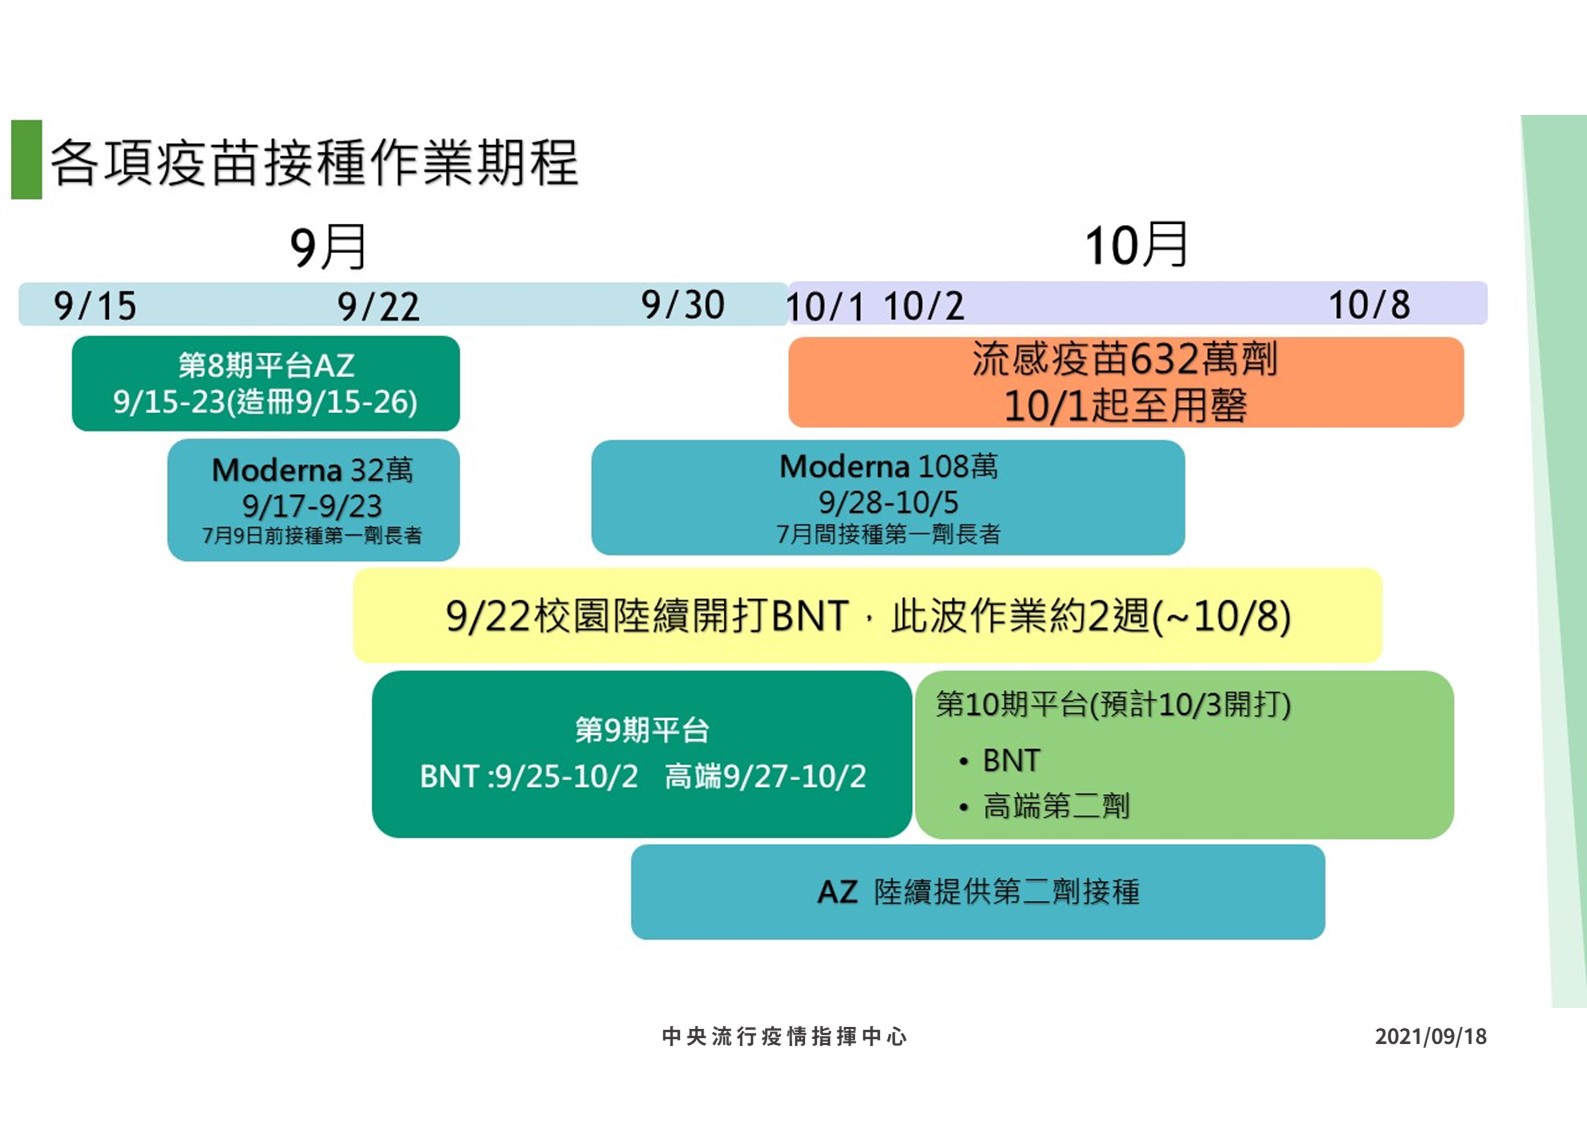 各項疫苗接種作業期程
9月
10月
9/15
9/22
9/30
10/1
10/2
10/8
第8期平台AZ
9/15-23(造冊9/15-26)
流感疫苗632萬劑
10/1起至用罄
Moderna 32萬
9/17-9/23
7月9日前接種第一劑長者
Moderna 108萬
9/28-10/5
7月間接種第一劑長者
9/22校園陸續開打BNT，此波作業約2週(~10/8)
第9期平台
BNT :9/25-10/2 高端9/27-10/2
第10期平台(預計10/3開打)
• BNT
• 高端第二劑
AZ 陸續提供第二劑接種
中央流行疫情指揮中心
2021/09/18